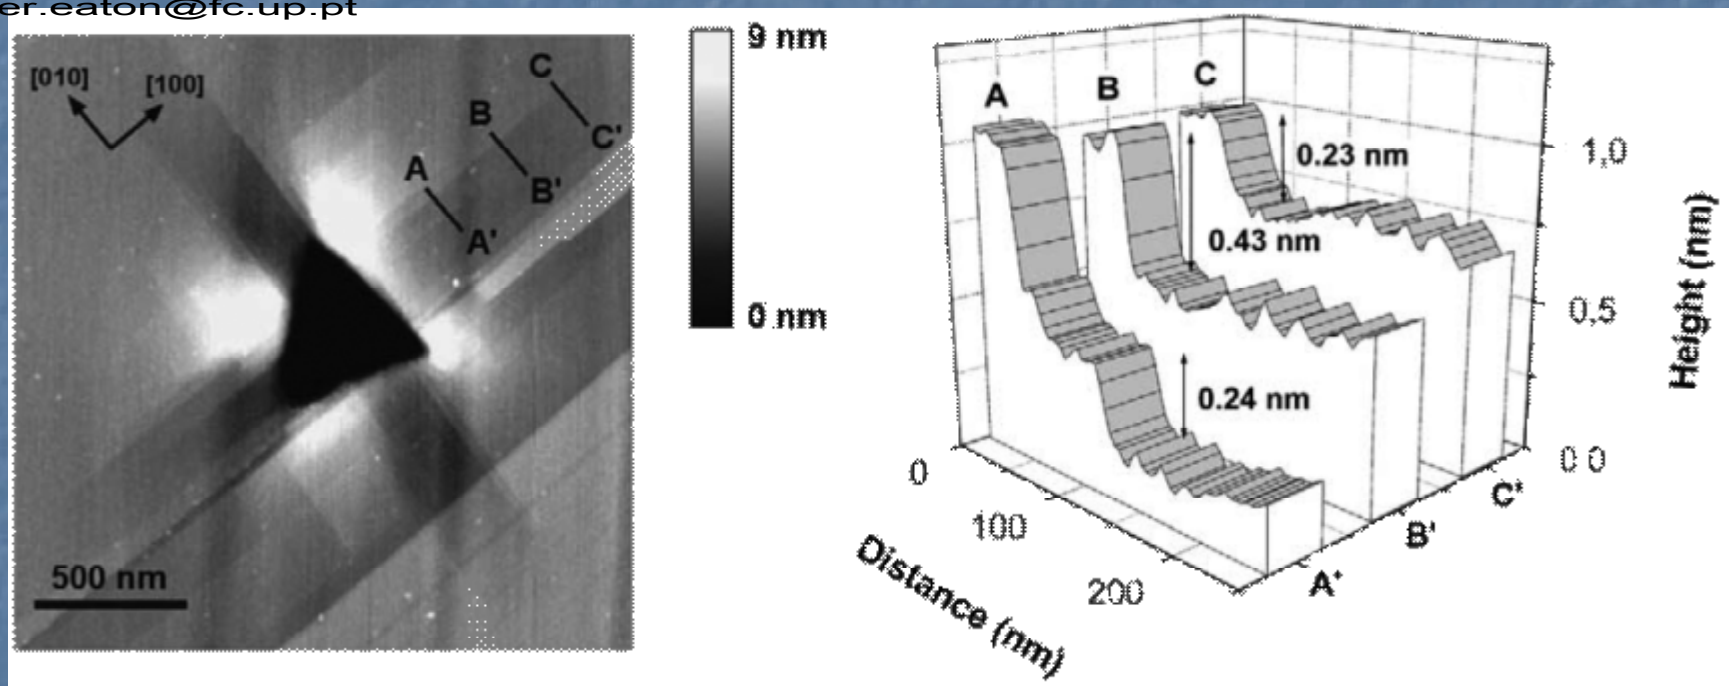 er.eaton@fc.up.pt
[010]
[100]
C
B
C'
A
B'
A'
500 nm
9 nm
0 nm
A
B
C
0.23 nm
0.43 nm
0.24 nm
1,0
0,5
0 0
Height (nm)
0
100
200
Distance (nm)
A'
B'
C'